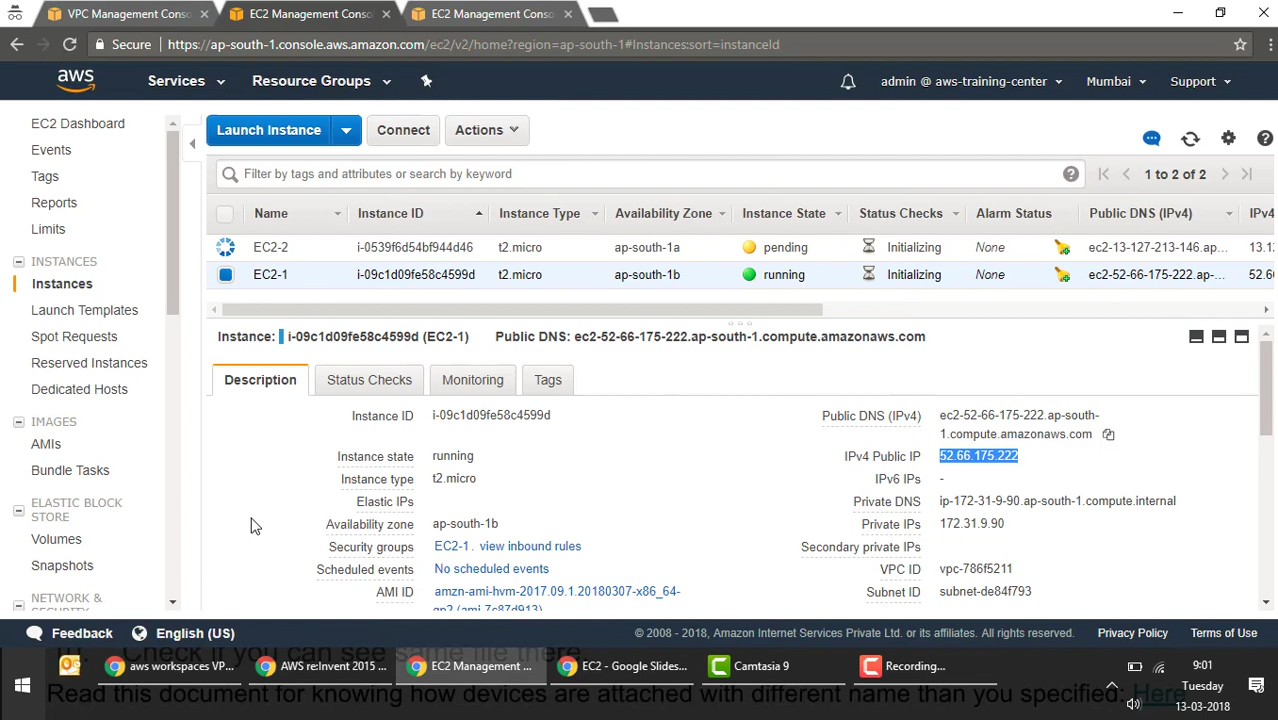 VPC Management Conso
EC2 Management Conso
EC2 Management Conso
Secure https://ap-south-1.console.aws.amazon.com/ec2/v2/home?region=ap-south-1#Instances:sort=instanceId
aws Services Resource Groups admin @ aws-training-center Mumbai Support
EC2 Dashboard
Events
Tags
Reports
Limits
INSTANCES
Instances
Launch Templates
Spot Requests
Reserved Instances
Dedicated Hosts
IMAGES
AMIs
Bundle Tasks
ELASTIC BLOCK
STORE
Volumes
Snapshots
NETWORK &
SECURITY
Launch Instance Connect Actions
Filter by tags and attributes or search by keyword 1 to 2 of 2
Name Instance ID Instance Type Availability Zone Instance State Status Checks Alarm Status Public DNS (IPv4) IPv4
EC2-2 i-0539f6d54bf944d46 t2.micro ap-south-1a pending Initializing None ec2-13-127-213-146.ap... 13.1
EC2-1 i-09c1d09fe58c4599d t2.micro ap-south-1b running Initializing None ec2-52-66-175-222.ap-... 52.6
Instance: i-09c1d09fe58c4599d (EC2-1) Public DNS: ec2-52-66-175-222.ap-south-1.compute.amazonaws.com
Description Status Checks Monitoring Tags
Instance ID i-09c1d09fe58c4599d
Instance state running
Instance type t2.micro
Elastic IPs
Availability zone ap-south-1b
Security groups EC2-1. view inbound rules
Scheduled events No scheduled events
AMI ID amzn-ami-hvm-2017.09.1.20180307-x86_64-
gp2 (ami-7c87d913)
Public DNS (IPv4) ec2-52-66-175-222.ap-south-
1.compute.amazonaws.com
IPv4 Public IP 52.66.175.222
IPv6 IPs -
Private DNS ip-172-31-9-90.ap-south-1.compute.internal
Private IPs 172.31.9.90
Secondary private IPs
VPC ID vpc-786f5211
Subnet ID subnet-de84f793
Feedback English (US) © 2008 - 2018, Amazon Internet Services Private Ltd. or its affiliates. All rights reserved. Privacy Policy Terms of Use
10. Check if you can see same file there.
aws workspaces VP...
AWS reInvent 2015 ...
EC2 Management ...
EC2 - Google Slides...
Camtasia 9
Recording...
9:01
Tuesday
13-03-2018
Read this document for knowing how devices are attached with different name than you specified: Here